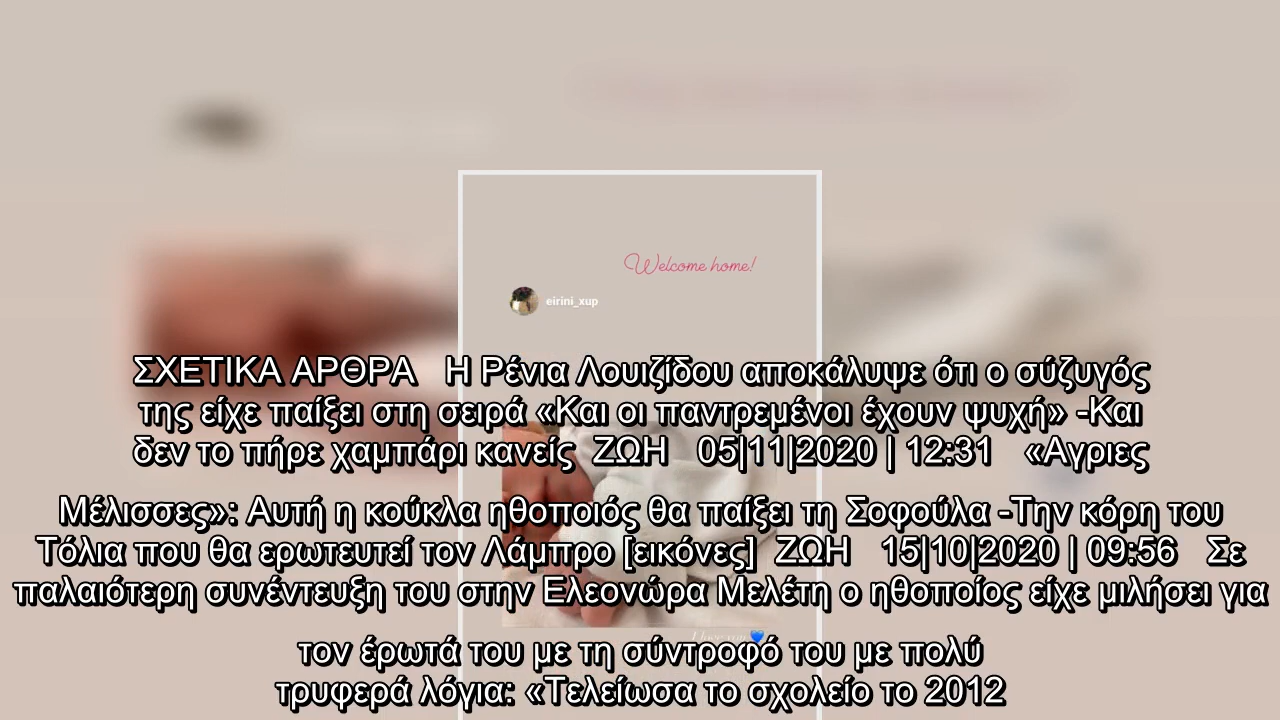 Welcome home!
eirini_xup
ΣΧΕΤΙΚΑ ΑΡΘΡΑ Η Ρένια Λουιζίδου αποκάλυψε ότι ο σύζυγός
της είχε παίξει στη σειρά «Και οι παντρεμένοι έχουν ψυχή» -Και
δεν το πήρε χαμπάρι κανείς ΖΩΗ 05|11|2020 | 12:31 «Αγριες
Μέλισσες»: Αυτή η κούκλα ηθοποιός θα παίξει τη Σοφούλα -Την κόρη του
Τόλια που θα ερωτευτεί τον Λάμπρο [εικόνες] ΖΩΗ 15|10|2020 | 09:56 Σε
παλαιότερη συνέντευξη του στην Ελεονώρα Μελέτη ο ηθοποίος είχε μιλήσει για
I love you 💙
τον έρωτά του με τη σύντροφό του με πολύ
τρυφερά λόγια: «Τελείωσα το σχολείο το 2012